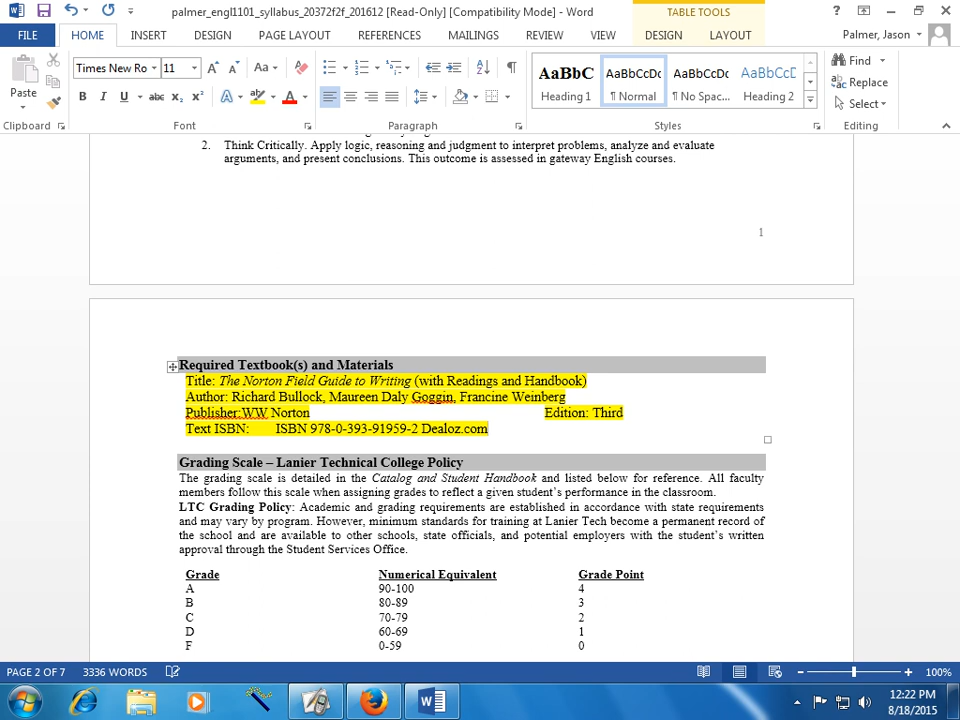 palmer_engl1101_syllabus_20372f2f_201612 [Read-Only] [Compatibility Mode] - Word
TABLE TOOLS
FILE HOME INSERT DESIGN PAGE LAYOUT REFERENCES MAILINGS REVIEW VIEW DESIGN LAYOUT Palmer, Jason
Paste
Times New Ro 11 Aa
B I U abc X2 X2 A ab A
AaBbC AaBbCcDc AaBbCcDc AaBbCcD
Heading 1 ¶ Normal ¶ No Spac... Heading 2
Find
Replace
Select
Clipboard Font Paragraph Styles Editing
2. Think Critically. Apply logic, reasoning and judgment to interpret problems, analyze and evaluate
arguments, and present conclusions. This outcome is assessed in gateway English courses.
1
Required Textbook(s) and Materials
Title: The Norton Field Guide to Writing (with Readings and Handbook)
Author: Richard Bullock, Maureen Daly Goggin, Francine Weinberg
Publisher:WW Norton Edition: Third
Text ISBN: ISBN 978-0-393-91959-2 Dealoz.com
Grading Scale – Lanier Technical College Policy
The grading scale is detailed in the Catalog and Student Handbook and listed below for reference. All faculty
members follow this scale when assigning grades to reflect a given student’s performance in the classroom.
LTC Grading Policy: Academic and grading requirements are established in accordance with state requirements
and may vary by program. However, minimum standards for training at Lanier Tech become a permanent record of
the school and are available to other schools, state officials, and potential employers with the student’s written
approval through the Student Services Office.
Grade Numerical Equivalent Grade Point
A 90-100 4
B 80-89 3
C 70-79 2
D 60-69 1
F 0-59 0
PAGE 2 OF 7 3336 WORDS 100%
12:22 PM
8/18/2015